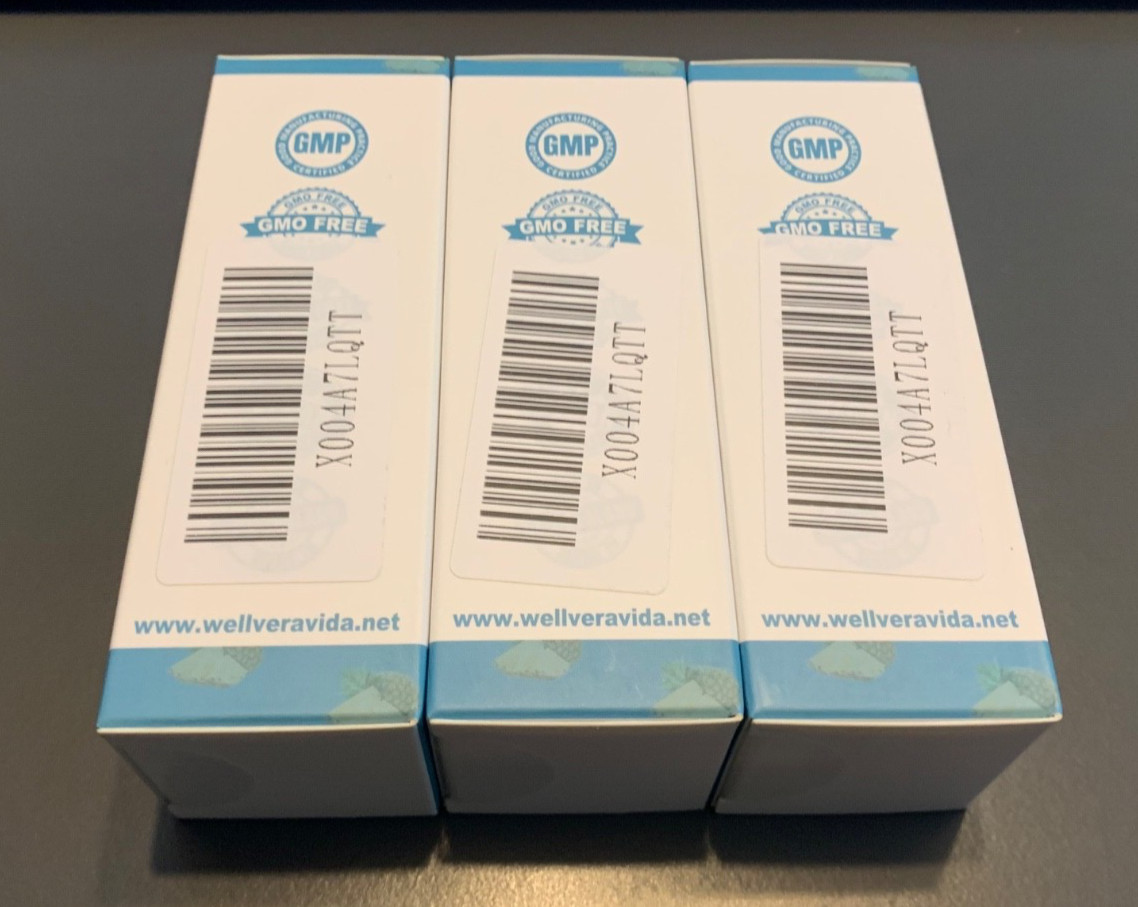 GOOD MANUFACTURING PRACTICE
GMP
CERTIFIED
GMO FREE
GMO FREE
X004A7LQTT
www.wellveravida.net
GOOD MANUFACTURING PRACTICE
GMP
CERTIFIED
GMO FREE
GMO FREE
X004A7LQTT
www.wellveravida.net
GOOD MANUFACTURING PRACTICE
GMP
CERTIFIED
GMO FREE
GMO FREE
X004A7LQTT
www.wellveravida.net